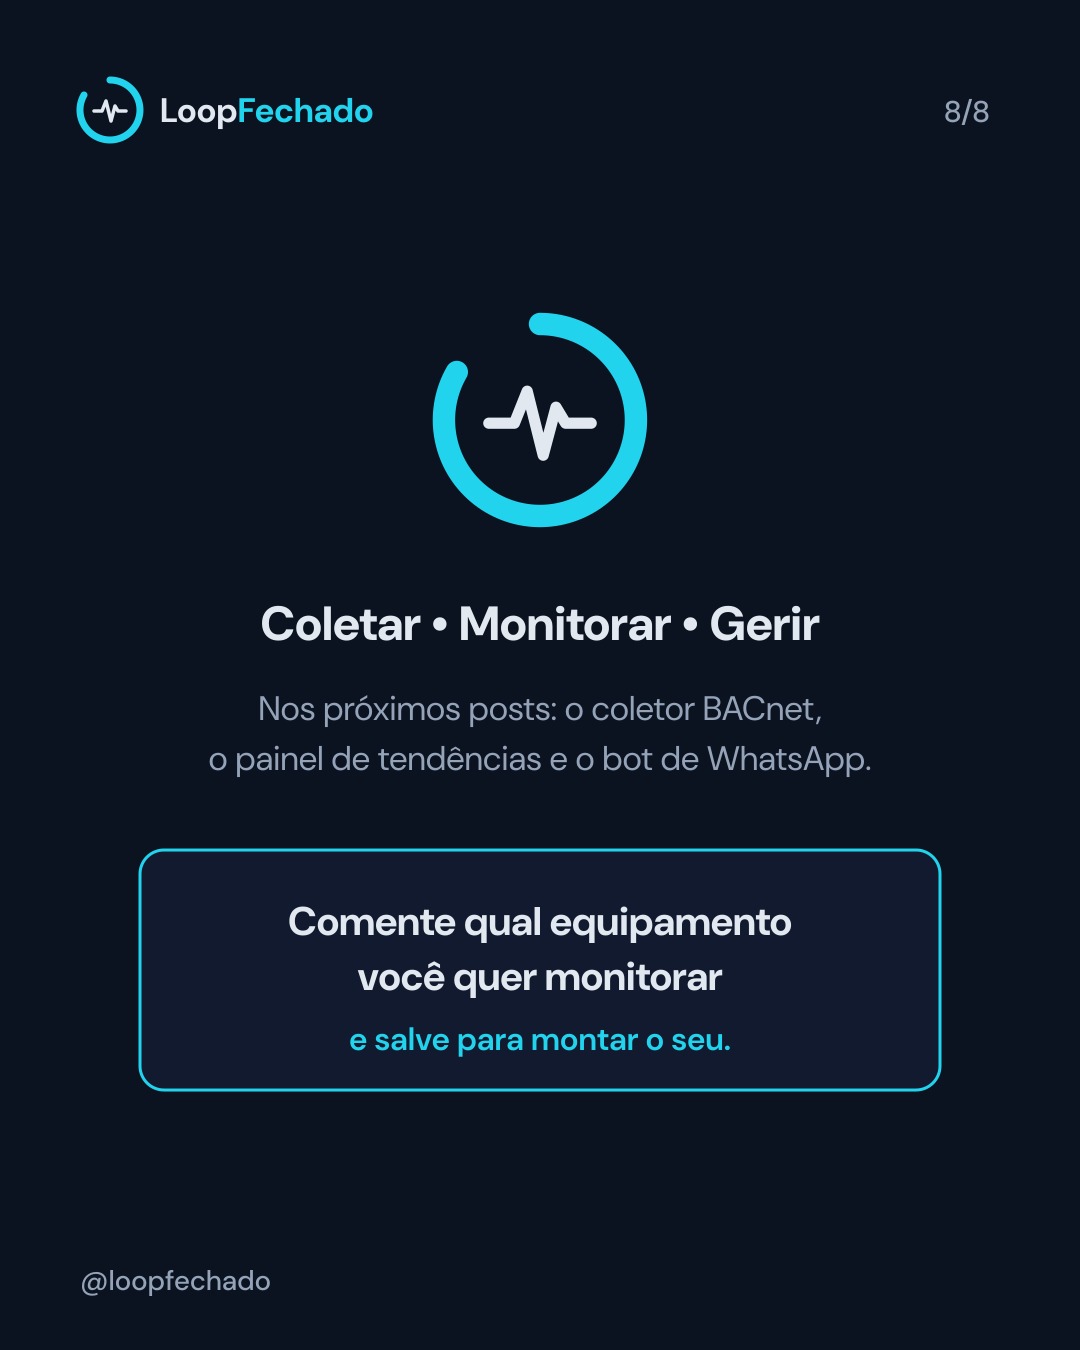 LoopFechado
8/8
Coletar • Monitorar • Gerir
Nos próximos posts: o coletor BACnet,
o painel de tendências e o bot de WhatsApp.
Comente qual equipamento
você quer monitorar
e salve para montar o seu.
@loopfechado